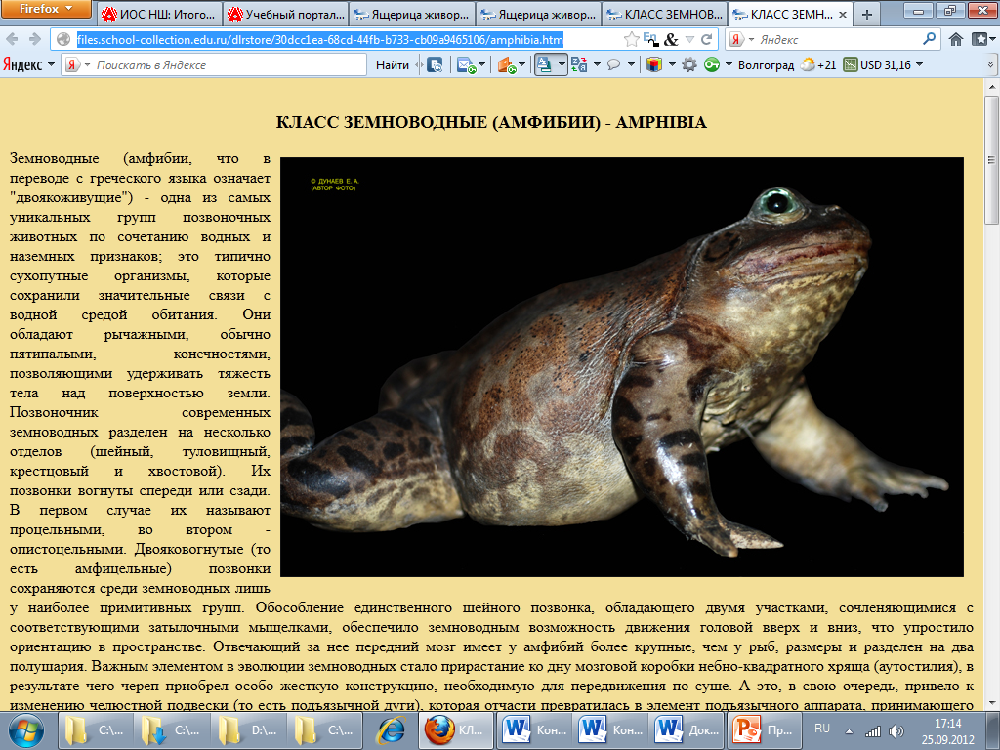 Firefox
ИОС НШ: Итого...
Учебный портал...
Ящерица живор...
Ящерица живор...
КЛАСС ЗЕМНОВ...
КЛАСС ЗЕМН...
files.school-collection.edu.ru/dlrstore/30dcc1ea-68cd-44fb-b733-cb09a9465106/amphibia.htm
Яндекс
Яндекс
Поискать в Яндексе
Найти
Волгоград
+21
USD 31,16
КЛАСС ЗЕМНОВОДНЫЕ (АМФИБИИ) - AMPHIBIA
Земноводные (амфибии, что в
переводе с греческого языка означает
"двоякоживущие") - одна из самых
уникальных групп позвоночных
животных по сочетанию водных и
наземных признаков; это типично
сухопутные организмы, которые
сохранили значительные связи с
водной средой обитания. Они
обладают рычажными, обычно
пятипалыми, конечностями,
позволяющими удерживать тяжесть
тела над поверхностью земли.
Позвоночник современных
земноводных разделен на несколько
отделов (шейный, туловищный,
крестцовый и хвостовой). Их
позвонки вогнуты спереди или сзади.
В первом случае их называют
процельными, во втором -
опистоцельными. Двояковогнутые (то
есть амфицельные) позвонки
сохраняются среди земноводных лишь
у наиболее примитивных групп. Обособление единственного шейного позвонка, обладающего двумя участками, сочленяющимися с
соответствующими затылочными мыщелками, обеспечило земноводным возможность движения головой вверх и вниз, что упростило
ориентацию в пространстве. Отвечающий за нее передний мозг имеет у амфибий более крупные, чем у рыб, размеры и разделен на два
полушария. Важным элементом в эволюции земноводных стало прирастание ко дну мозговой коробки небно-квадратного хряща (аутостилия), в
результате чего череп приобрел особо жесткую конструкцию, необходимую для передвижения по суше. А это, в свою очередь, привело к
изменению челюстной подвески (то есть подъязычной дуги), которая отчасти превратилась в элемент подъязычного аппарата, принимающего
© ДУНАЕВ Е. А.
(АВТОР ФОТО)
C:\...
C:\...
D:\...
C:\...
КЛ...
Кон...
Кон...
Док...
Пр...
RU
17:14
25.09.2012